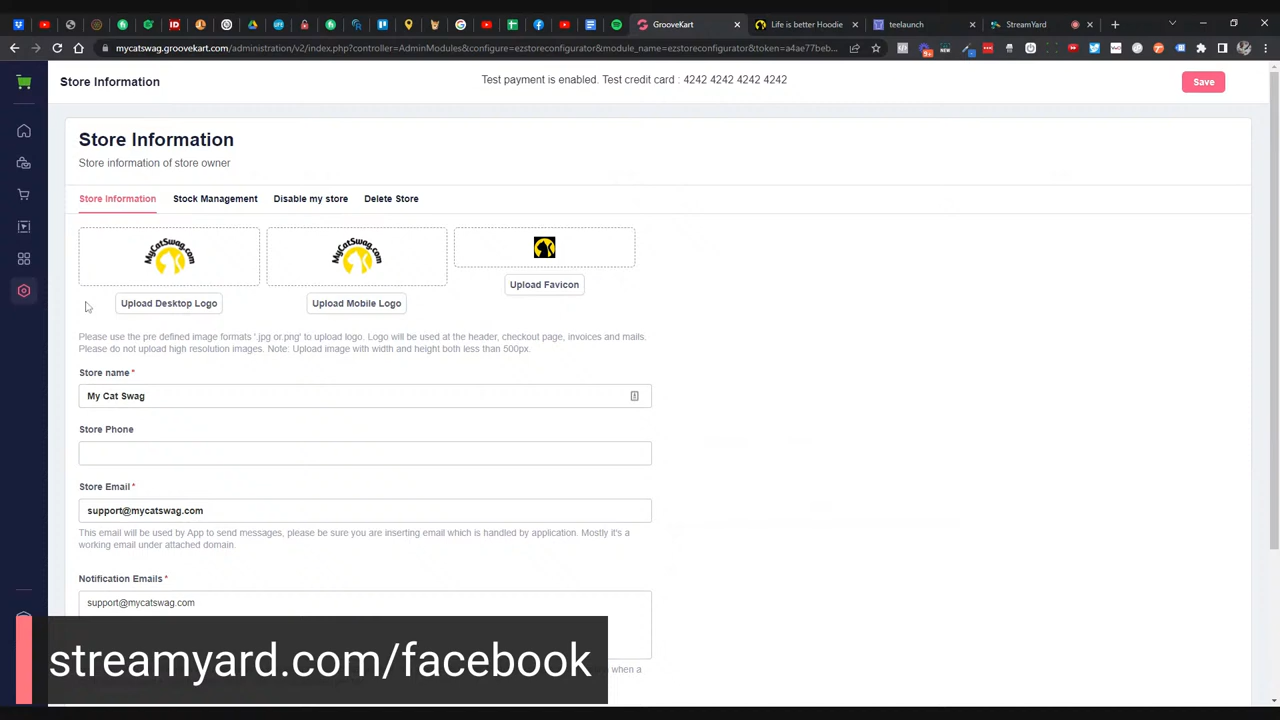 GrooveKart
Life is better Hoodie
teelaunch
StreamYard
mycatswag.groovekart.com/administration/v2/index.php?controller=AdminModules&configure=ezstoreconfigurator&module_name=ezstoreconfigurator&token=a4ae77beb...
Store Information
Test payment is enabled. Test credit card : 4242 4242 4242 4242
Save
Store Information
Store information of store owner
Store Information
Stock Management
Disable my store
Delete Store
MyCatSwag.com
MyCatSwag.com
Upload Desktop Logo
Upload Mobile Logo
Upload Favicon
Please use the pre defined image formats '.jpg or.png' to upload logo. Logo will be used at the header, checkout page, invoices and mails.
Please do not upload high resolution images. Note: Upload image with width and height both less than 500px.
Store name *
My Cat Swag
Store Phone
Store Email *
support@mycatswag.com
This email will be used by App to send messages, please be sure you are inserting email which is handled by application. Mostly it's a
working email under attached domain.
Notification Emails *
support@mycatswag.com
when a
streamyard.com/facebook